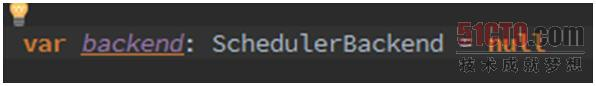 var backend: SchedulerBackend = null
51CTO.com
技术成就梦想